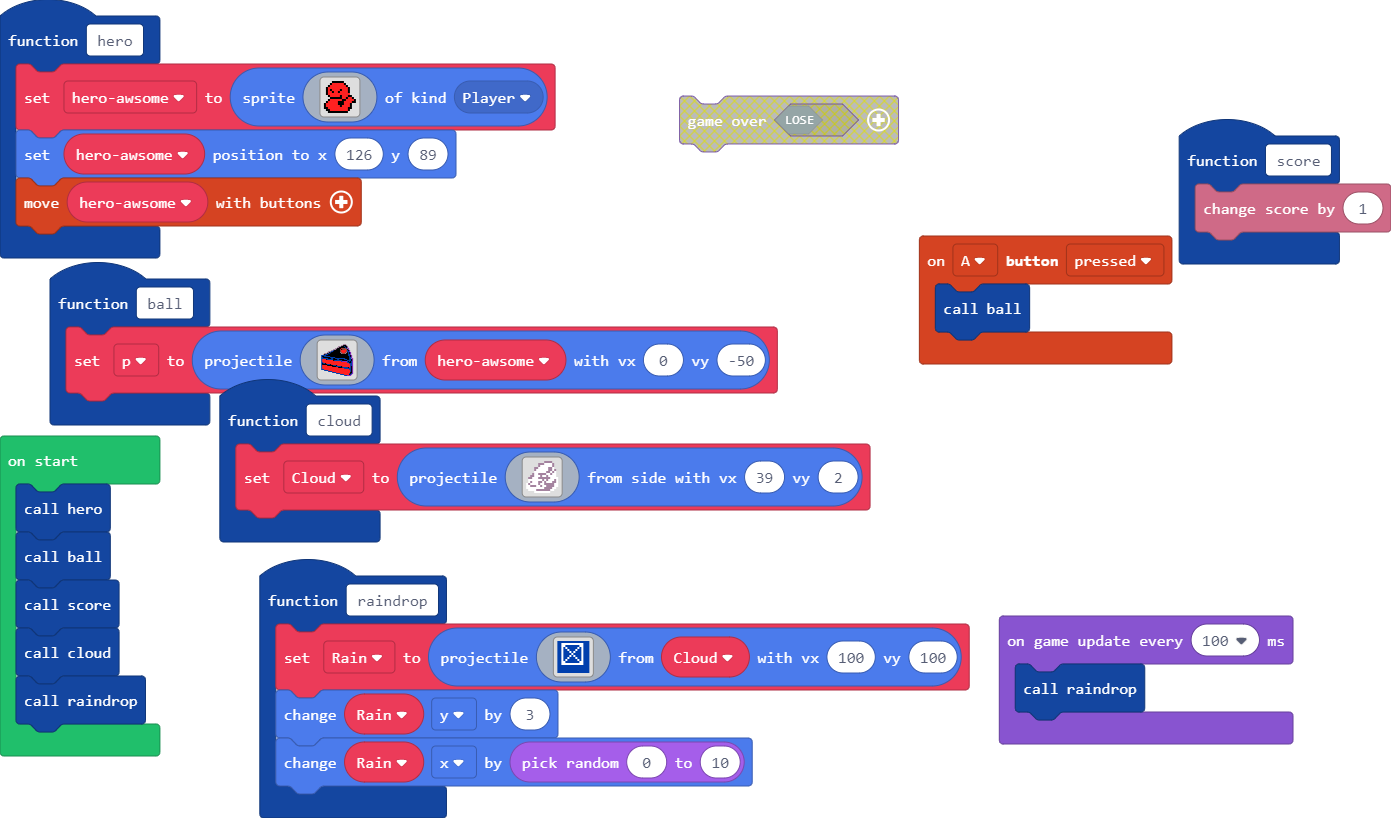 function hero
set hero-awsome to sprite of kind Player
set hero-awsome position to x 126 y 89
move hero-awsome with buttons
game over LOSE
function score
change score by 1
on A button pressed
call ball
function ball
set p to projectile from hero-awsome with vx 0 vy -50
function cloud
set Cloud to projectile from side with vx 39 vy 2
on start
call hero
call ball
call score
call cloud
call raindrop
function raindrop
set Rain to projectile from Cloud with vx 100 vy 100
change Rain y by 3
change Rain x by pick random 0 to 10
on game update every 100 ms
call raindrop